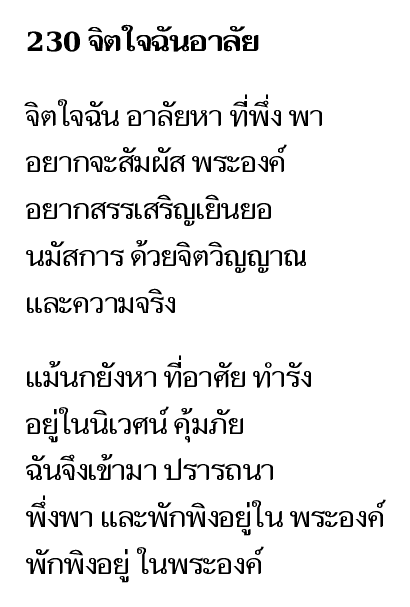 230 จิตใจฉันอาลัย
จิตใจฉัน อาลัยหา ที่พึ่ง พา
อยากจะสัมผัส พระองค์
อยากสรรเสริญเยินยอ
นมัสการ ด้วยจิตวิญญาณ
และความจริง
แม้นกยังหา ที่อาศัย ทำรัง
อยู่ในนิเวศน์ คุ้มภัย
ฉันจึงเข้ามา ปรารถนา
พึ่งพา และพักพิงอยู่ใน พระองค์
พักพิงอยู่ ในพระองค์